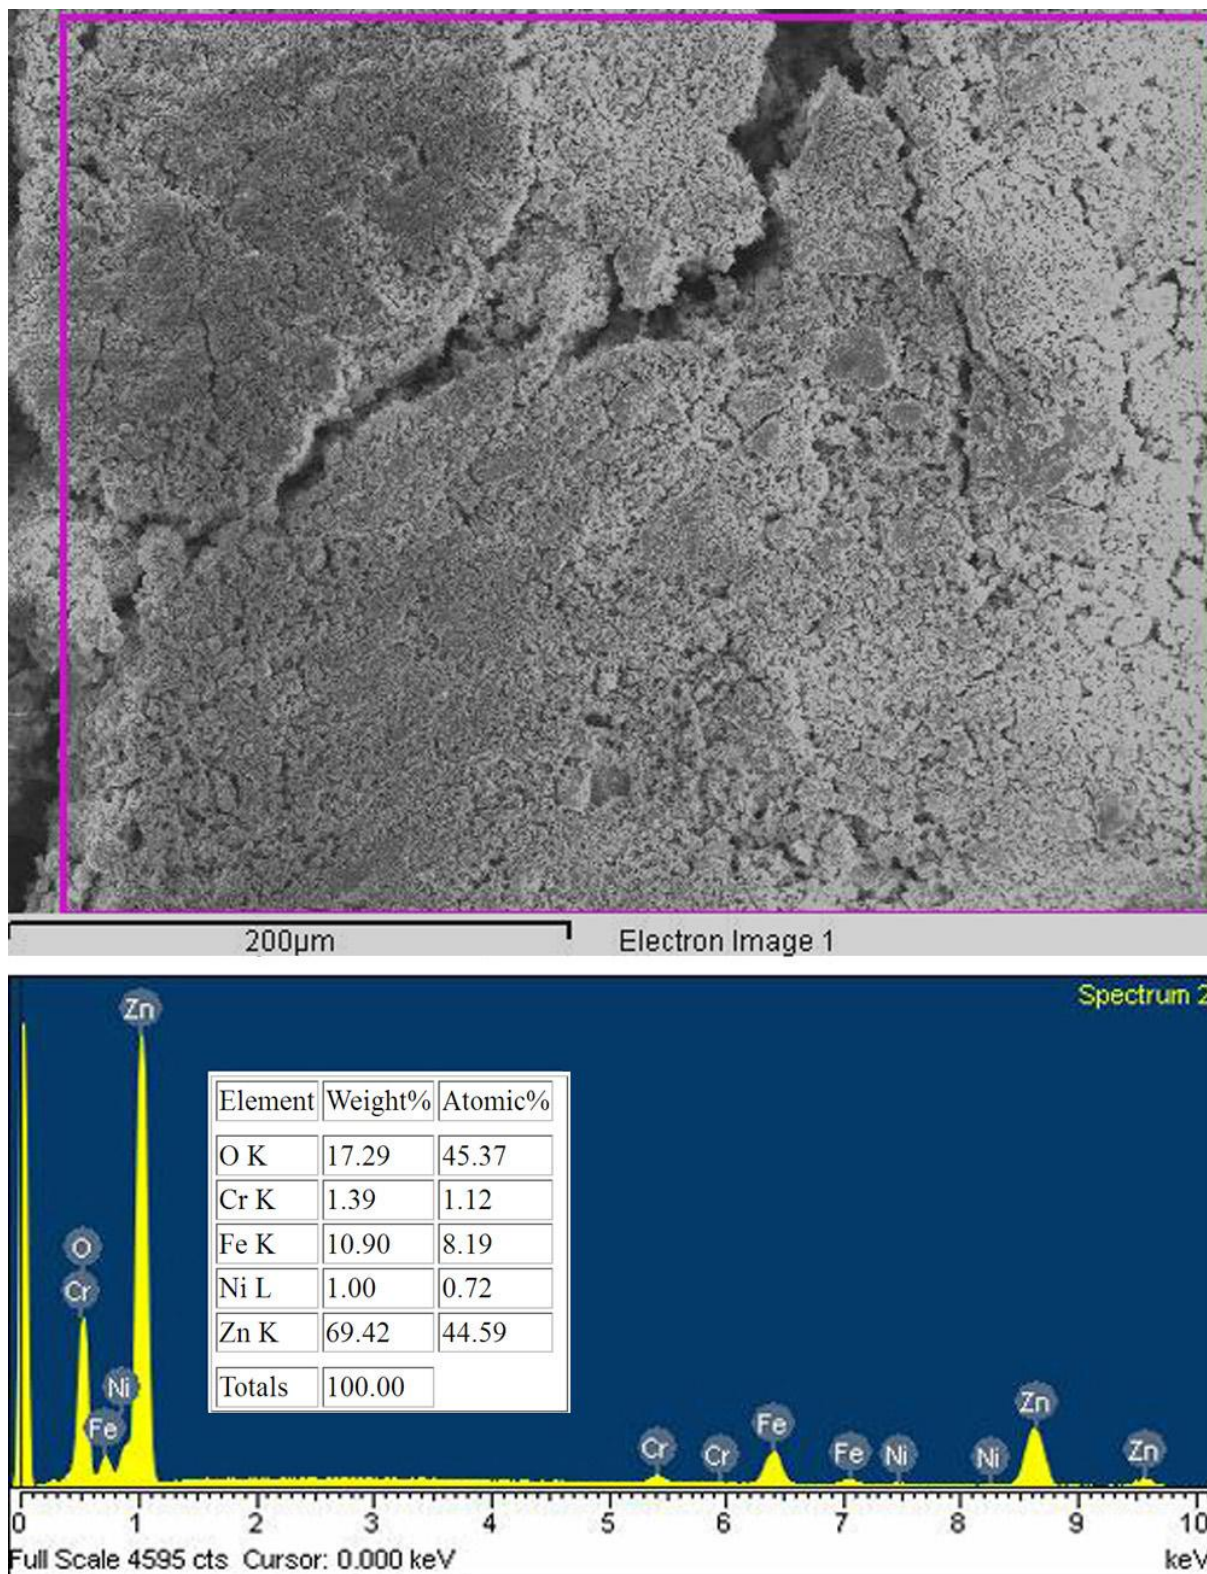 200μm Electron Image 1
Spectrum 2
Zn
Element Weight% Atomic%
O K 17.29 45.37
Cr K 1.39 1.12
Fe K 10.90 8.19
Ni L 1.00 0.72
Zn K 69.42 44.59
Totals 100.00
O
Cr
Ni
Fe
Cr Cr Fe Fe Ni Ni Zn Zn
0 1 2 3 4 5 6 7 8 9 10
Full Scale 4595 cts Cursor: 0.000 keV keV